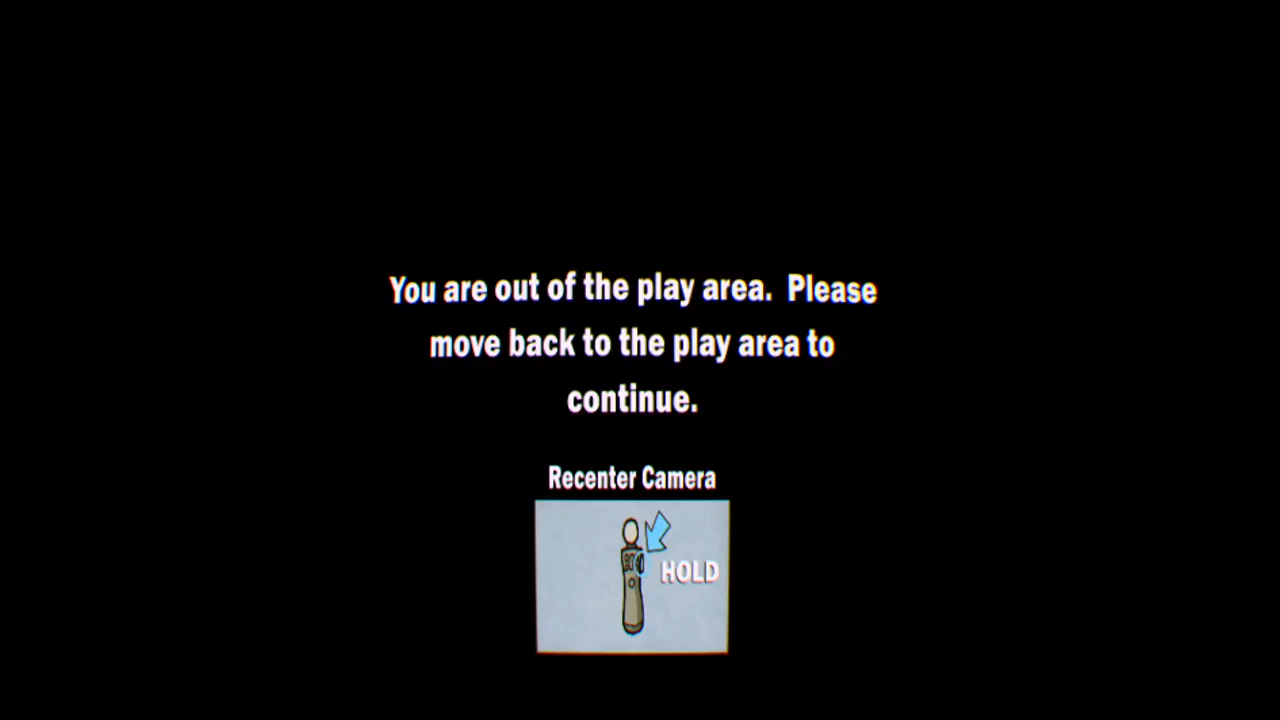 You are out of the play area.  Please
move back to the play area to
continue.
Recenter Camera
HOLD